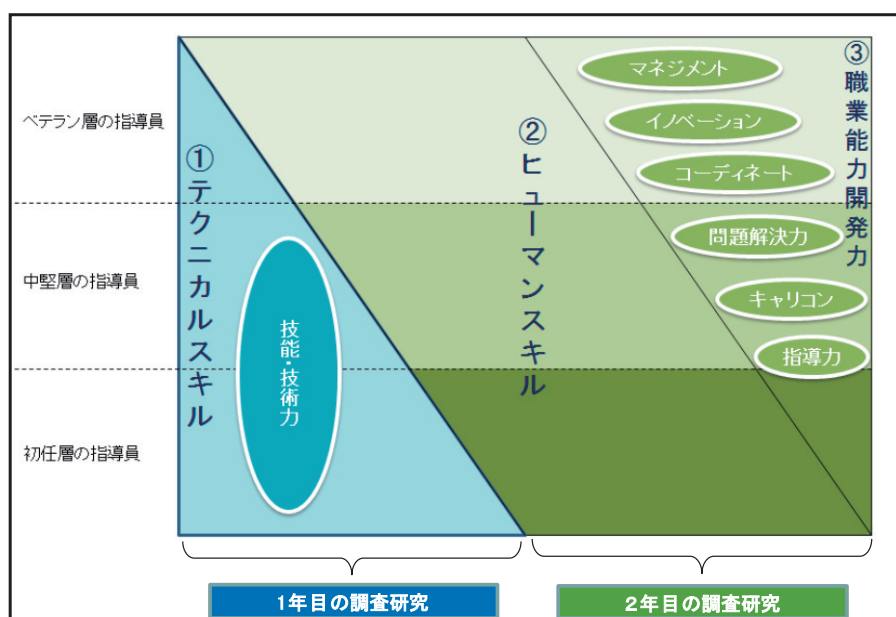 ベテラン層の指導員
中堅層の指導員
初任層の指導員
①テクニカルスキル
技能・技術力
②ヒューマンスキル
③職業能力開発力
マネジメント
イノベーション
コーディネート
問題解決力
キャリコン
指導力
1年目の調査研究
2年目の調査研究